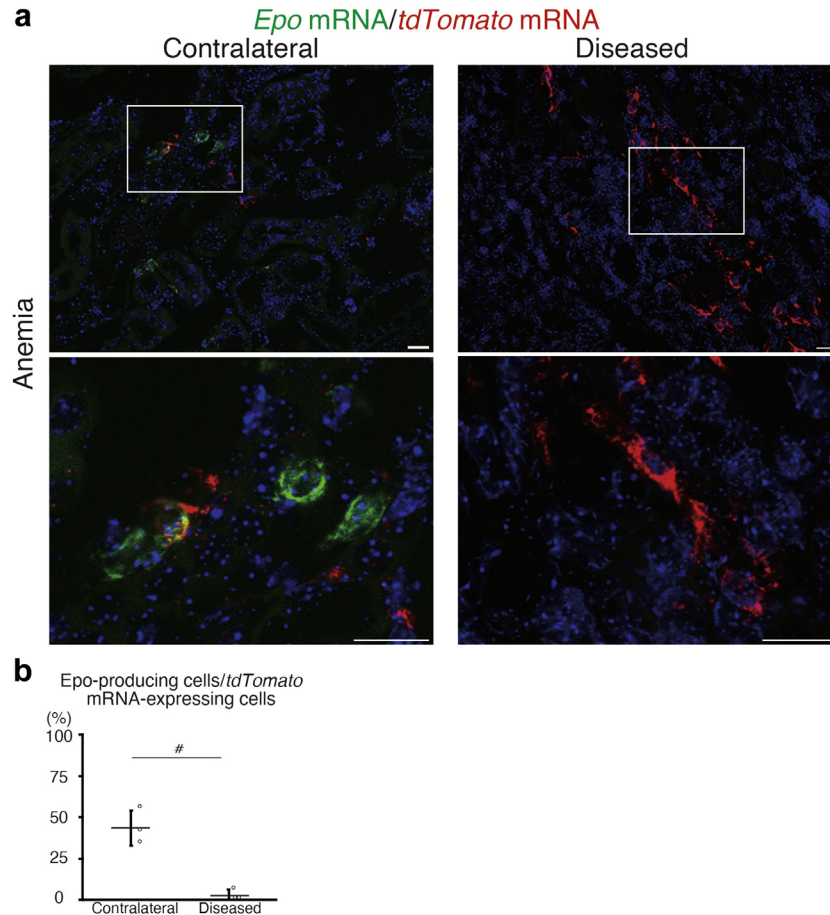 a
Epo mRNA/tdTomato mRNA
Contralateral
Diseased
Anemia
b
Epo-producing cells/tdTomato
mRNA-expressing cells
(%)
100
#
75
50
25
0
Contralateral
Diseased